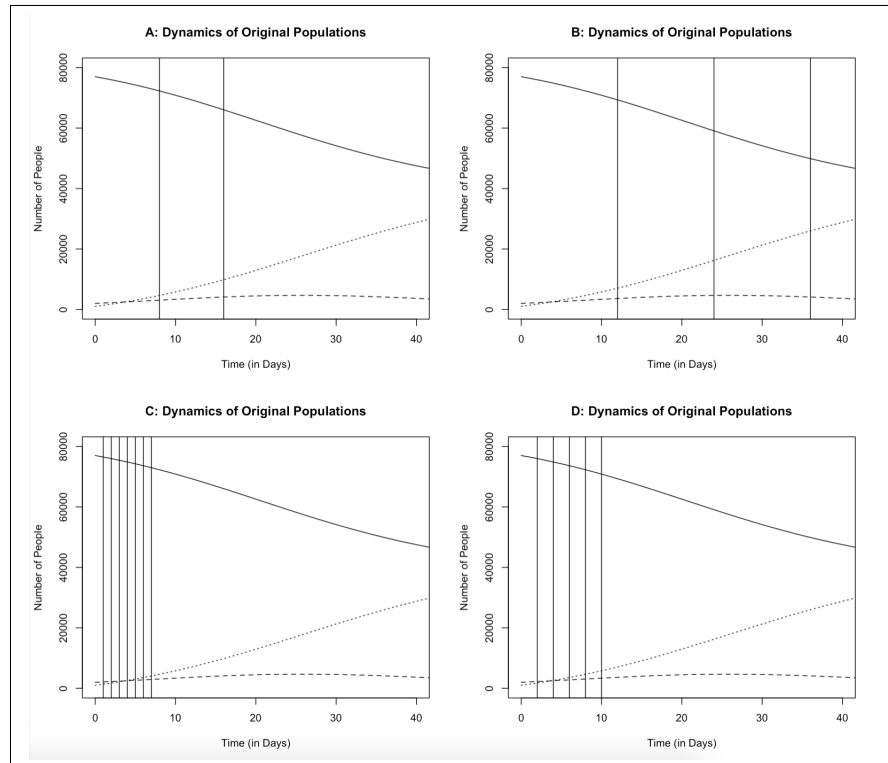 A: Dynamics of Original Populations
Number of People
0 20000 40000 60000 80000
0 10 20 30 40
Time (in Days)
B: Dynamics of Original Populations
Number of People
0 20000 40000 60000 80000
0 10 20 30 40
Time (in Days)
C: Dynamics of Original Populations
Number of People
0 20000 40000 60000 80000
0 10 20 30 40
Time (in Days)
D: Dynamics of Original Populations
Number of People
0 20000 40000 60000 80000
0 10 20 30 40
Time (in Days)